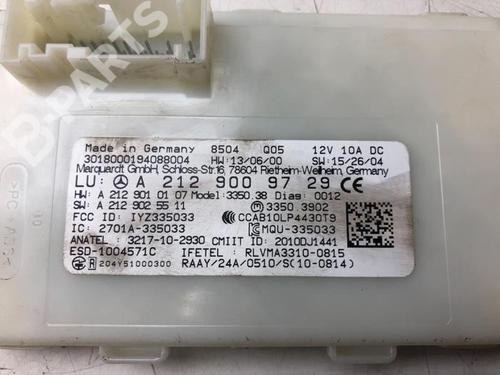 Made in Germany 8504 Q05 12V 10A DC
3018000194088004 HW:13/06/00 SW:15/26/04
Marquardt GmbH, Schloss-Str.16, 78604 Rietheim-Weilheim, Germany
LU: A 212 900 97 29 CE
HW: A 212 901 01 07 Model:3350.38 Diag: 0012
SW: A 212 902 55 11 3350.3902
FCC ID: IYZ335033 CCAB10LP4430T9
IC: 2701A-335033 MQU-335033
ANATEL: 3217-10-2930 CMIIT ID: 2010DJ1441
ESD-1004571C IFETEL: RLVMA3310-0815
R 204Y51000300 RAAY/24A/0510/S(10-0814)